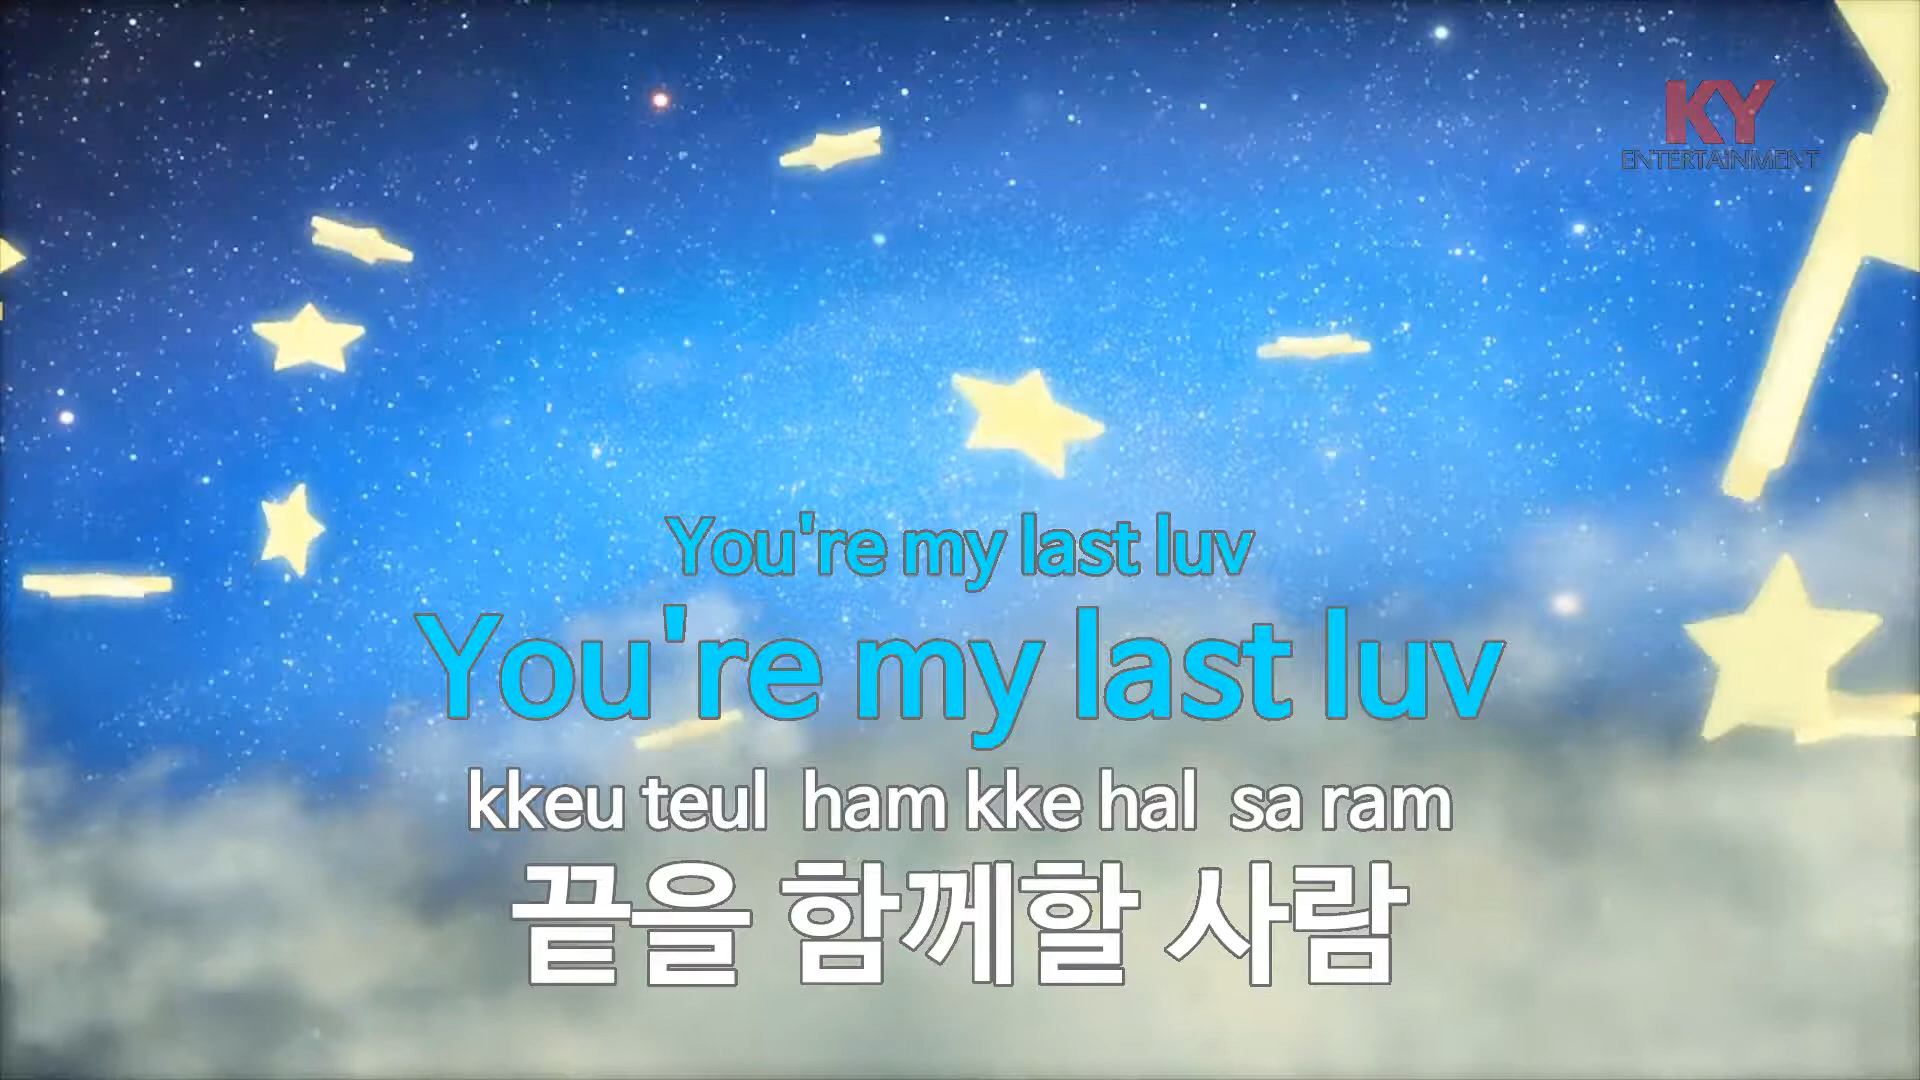 KY
ENTERTAINMENT
You're my last luv
You're my last luv
kkeu teul ham kke hal sa ram
끝을 함께할 사람